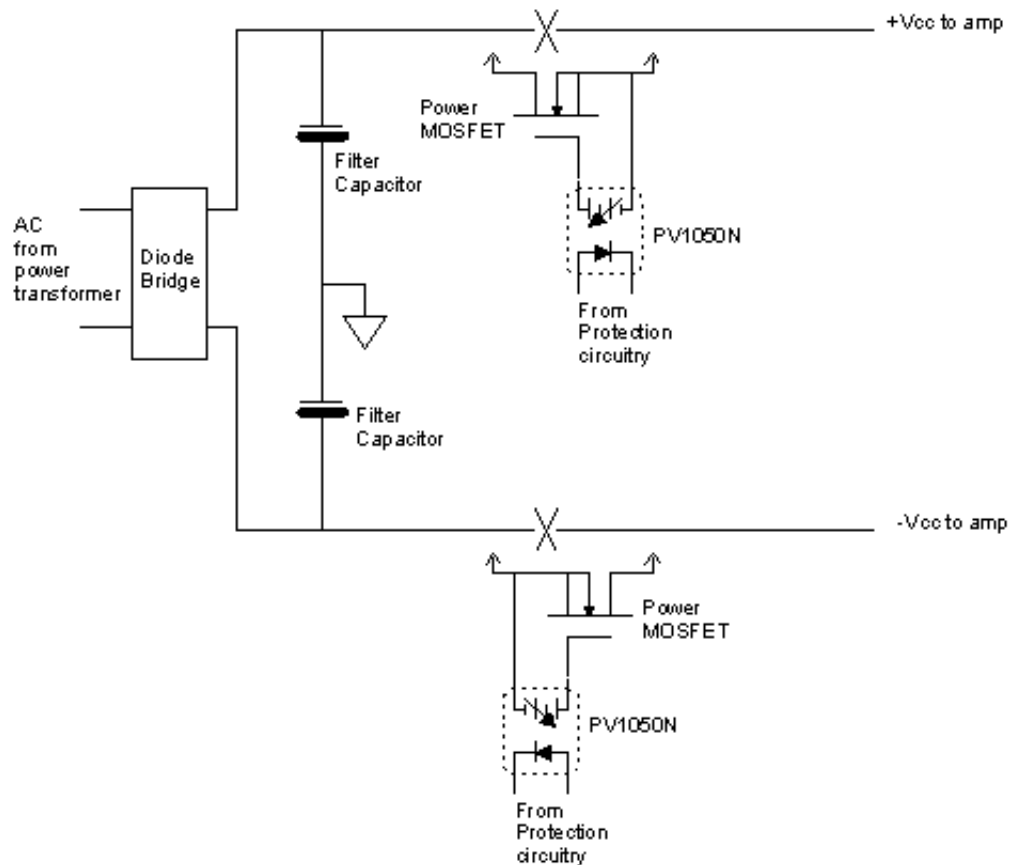 +Vcc to amp
Power
MOSFET
Filter
Capacitor
PV1050N
AC
from
power
transformer
Diode
Bridge
From
Protection
circuitry
Filter
Capacitor
-Vcc to amp
Power
MOSFET
PV1050N
From
Protection
circuitry